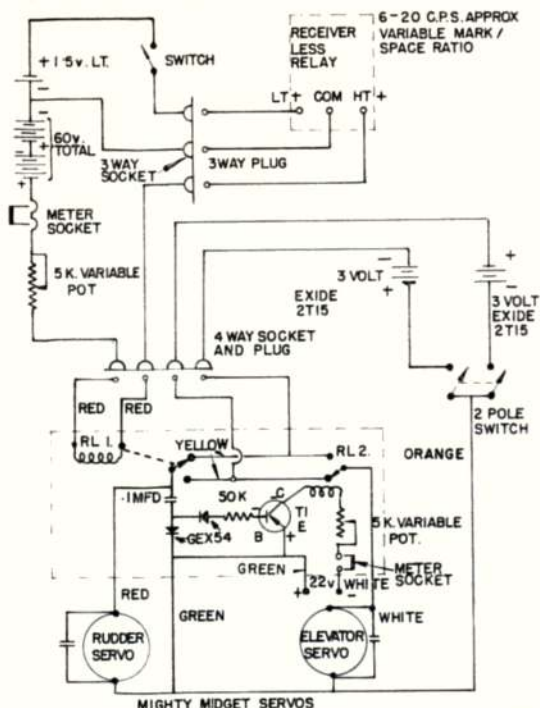 6-20 C.P.S. APPROX
VARIABLE MARK/
SPACE RATIO
RECEIVER
LESS
RELAY
LT+ COM HT+
+ 1·5v. LT.
-
SWITCH
-
60v.
TOTAL
+
-
+
3 WAY
SOCKET
3 WAY PLUG
METER
SOCKET
5 K. VARIABLE
POT
-
3 VOLT
+
EXIDE
2T15
+
-
3 VOLT
EXIDE
2T15
4 WAY SOCKET
AND PLUG
2 POLE
SWITCH
RED
RED
RL 1.
YELLOW
RL 2.
ORANGE
·1MFD
50K
C
T1
E
B
+
GEX54
5K. VARIABLE
POT.
GREEN
+
22v
WHITE
-
METER
SOCKET
RED
GREEN
WHITE
RUDDER
SERVO
ELEVATOR
SERVO
MIGHTY MIDGET SERVOS